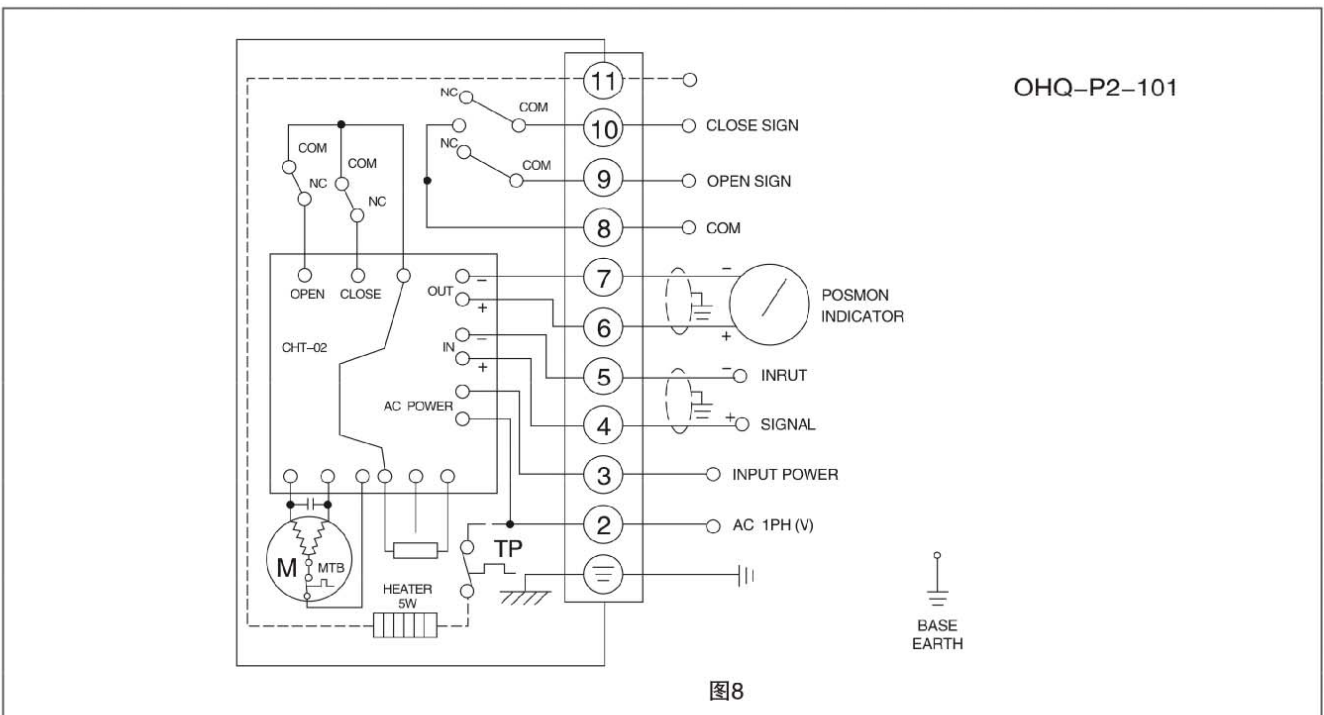 OHQ-P2-101
11
NC
COM
10
CLOSE SIGN
COM
NC
COM
COM
9
OPEN SIGN
NC
NC
8
COM
7
−
−
OPEN
CLOSE
OUT
+
6
POSMON
INDICATOR
+
CHT-02
IN
−
+
5
−
INRUT
AC POWER
4
+
SIGNAL
3
INPUT POWER
2
AC 1PH (V)
TP
M
MTB
HEATER
5W
BASE
EARTH
图8